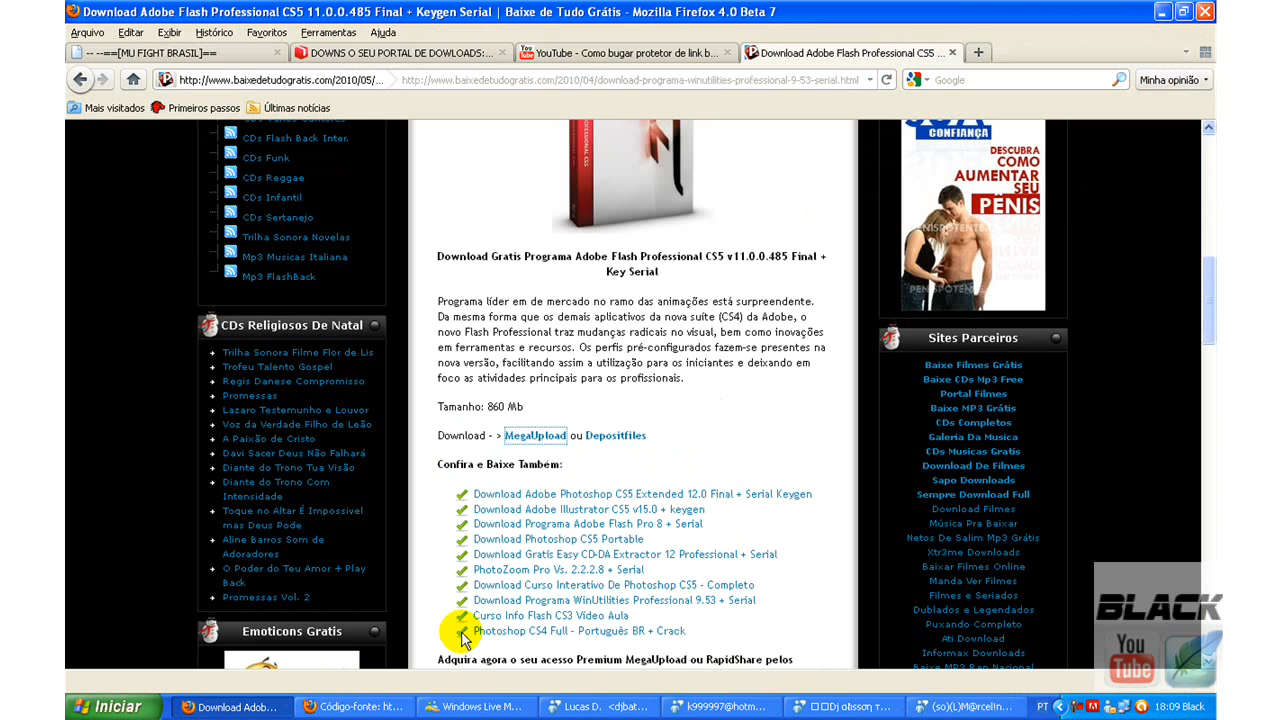 Download Adobe Flash Professional CS5 11.0.0.485 Final + Keygen Serial | Baixe de Tudo Grátis - Mozilla Firefox 4.0 Beta 7
Arquivo Editar Exibir Histórico Favoritos Ferramentas Ajuda
-- --==[MU FIGHT BRASIL]==
DOWNS O SEU PORTAL DE DOWLOADS:...
YouTube - Como bugar protetor de link b...
Download Adobe Flash Professional CS5 ...
http://www.baixedetudogratis.com/2010/05/...
http://www.baixedetudogratis.com/2010/04/download-programa-winutilities-professional-9-53-serial.html
Google
Minha opinião
Mais visitados Primeiros passos Últimas notícias
CDs Flash Back Inter.
CDs Funk
CDs Reggae
CDs Infantil
CDs Sertanejo
Trilha Sonora Novelas
Mp3 Musicas Italiana
Mp3 FlashBack
CDs Religiosos De Natal
Trilha Sonora Filme Flor de Lis
Trofeu Talento Gospel
Regis Danese Compromisso
Promessas
Lazaro Testemunho e Louvor
Voz da Verdade Filho de Leão
A Paixão de Cristo
Davi Sacer Deus Não Falhará
Diante do Trono Tua Visão
Diante do Trono Com
Intensidade
Toque no Altar É Impossivel
mas Deus Pode
Aline Barros Som de
Adoradores
O Poder do Teu Amor + Play
Back
Promessas Vol. 2
Emoticons Gratis
Download Gratis Programa Adobe Flash Professional CS5 v11.0.0.485 Final +
Key Serial
Programa líder em de mercado no ramo das animações está surpreendente.
Da mesma forma que os demais aplicativos da nova suíte (CS4) da Adobe, o
novo Flash Professional traz mudanças radicais no visual, bem como inovações
em ferramentas e recursos. Os perfis pré-configurados fazem-se presentes na
nova versão, facilitando assim a utilização para os iniciantes e deixando em
foco as atividades principais para os profissionais.
Tamanho: 860 Mb
Download - > MegaUpload ou Depositfiles
Confira e Baixe Também:
Download Adobe Photoshop CS5 Extended 12.0 Final + Serial Keygen
Download Adobe Illustrator CS5 v15.0 + keygen
Download Programa Adobe Flash Pro 8 + Serial
Download Photoshop CS5 Portable
Download Gratis Easy CD-DA Extractor 12 Professional + Serial
PhotoZoom Pro Vs. 2.2.2.8 + Serial
Download Curso Interativo De Photoshop CS5 - Completo
Download Programa WinUtilities Professional 9.53 + Serial
Curso Info Flash CS3 Vídeo Aula
Photoshop CS4 Full - Português BR + Crack
Adquira agora o seu acesso Premium MegaUpload ou RapidShare pelos
CONFIANÇA
DESCUBRA
COMO
AUMENTAR
SEU
PÊNIS
PENISPOTENTE.COM
Sites Parceiros
Baixe Filmes Grátis
Baixe CDs Mp3 Free
Portal Filmes
Baixe MP3 Grátis
CDs Completos
Galeria Da Musica
CDs Musicas Gratis
Download De Filmes
Sapo Downloads
Sempre Download Full
Download Filmes
Música Pra Baixar
Netos De Salim MP3 Grátis
Xtr3me Downloads
Baixar Filmes Online
Manda Ver Filmes
Filmes e Seriados
Dublados e Legendados
Puxando Completo
Ati Download
Informax Downloads
Baixar MP3 Rap Nacional
BLACK
You
Tube
Iniciar
Download Adob...
Código-fonte: ht...
Windows Live M...
Lucas D. <djbat...
k999997@hotm...
(so)(L)M@rcel!n...
PT
18:09 Black